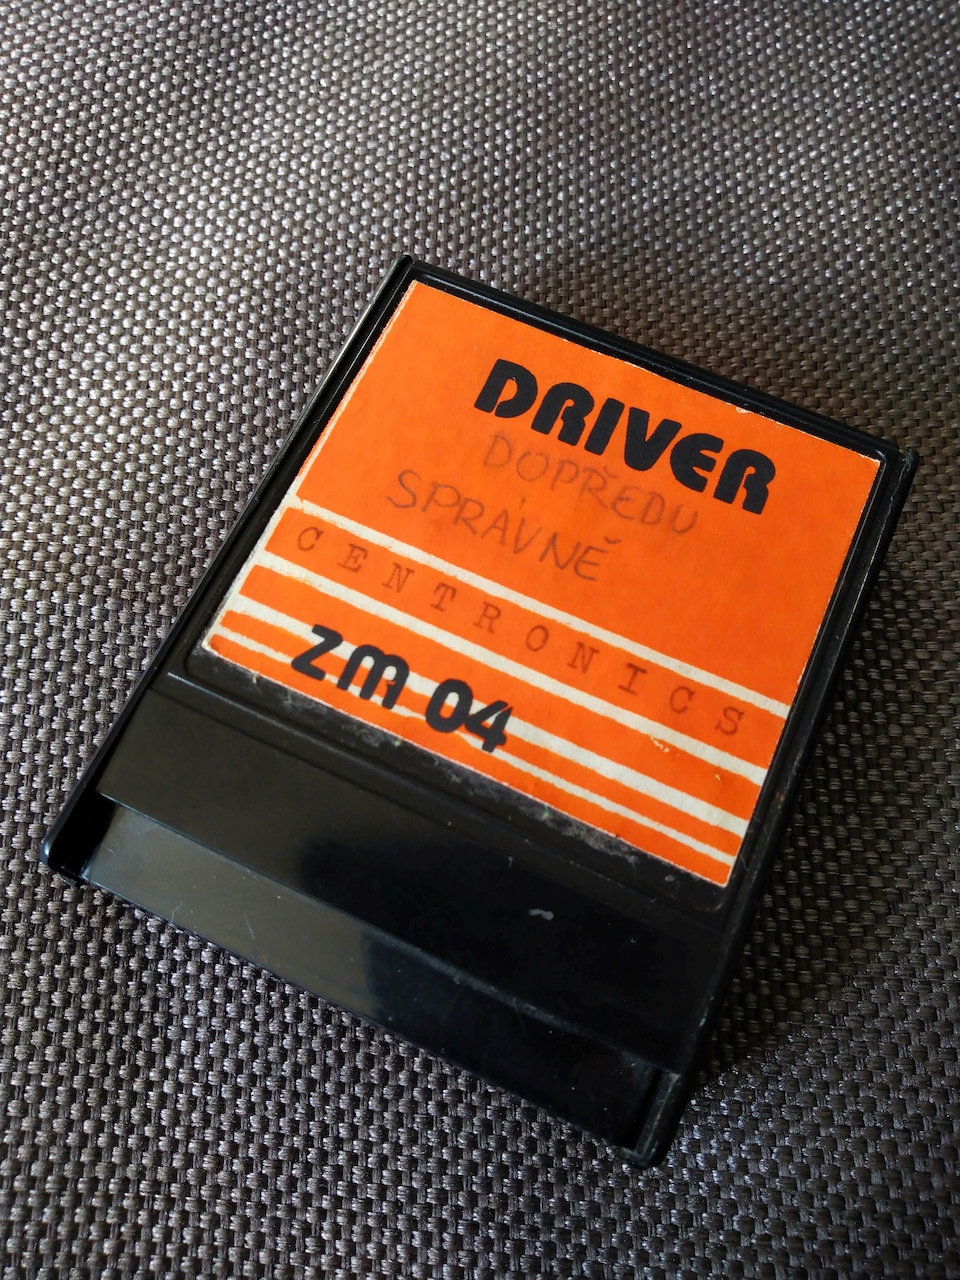 DRIVER
DOPŘEDU
SPRÁVNĚ
CENTRONICS
ZM 04